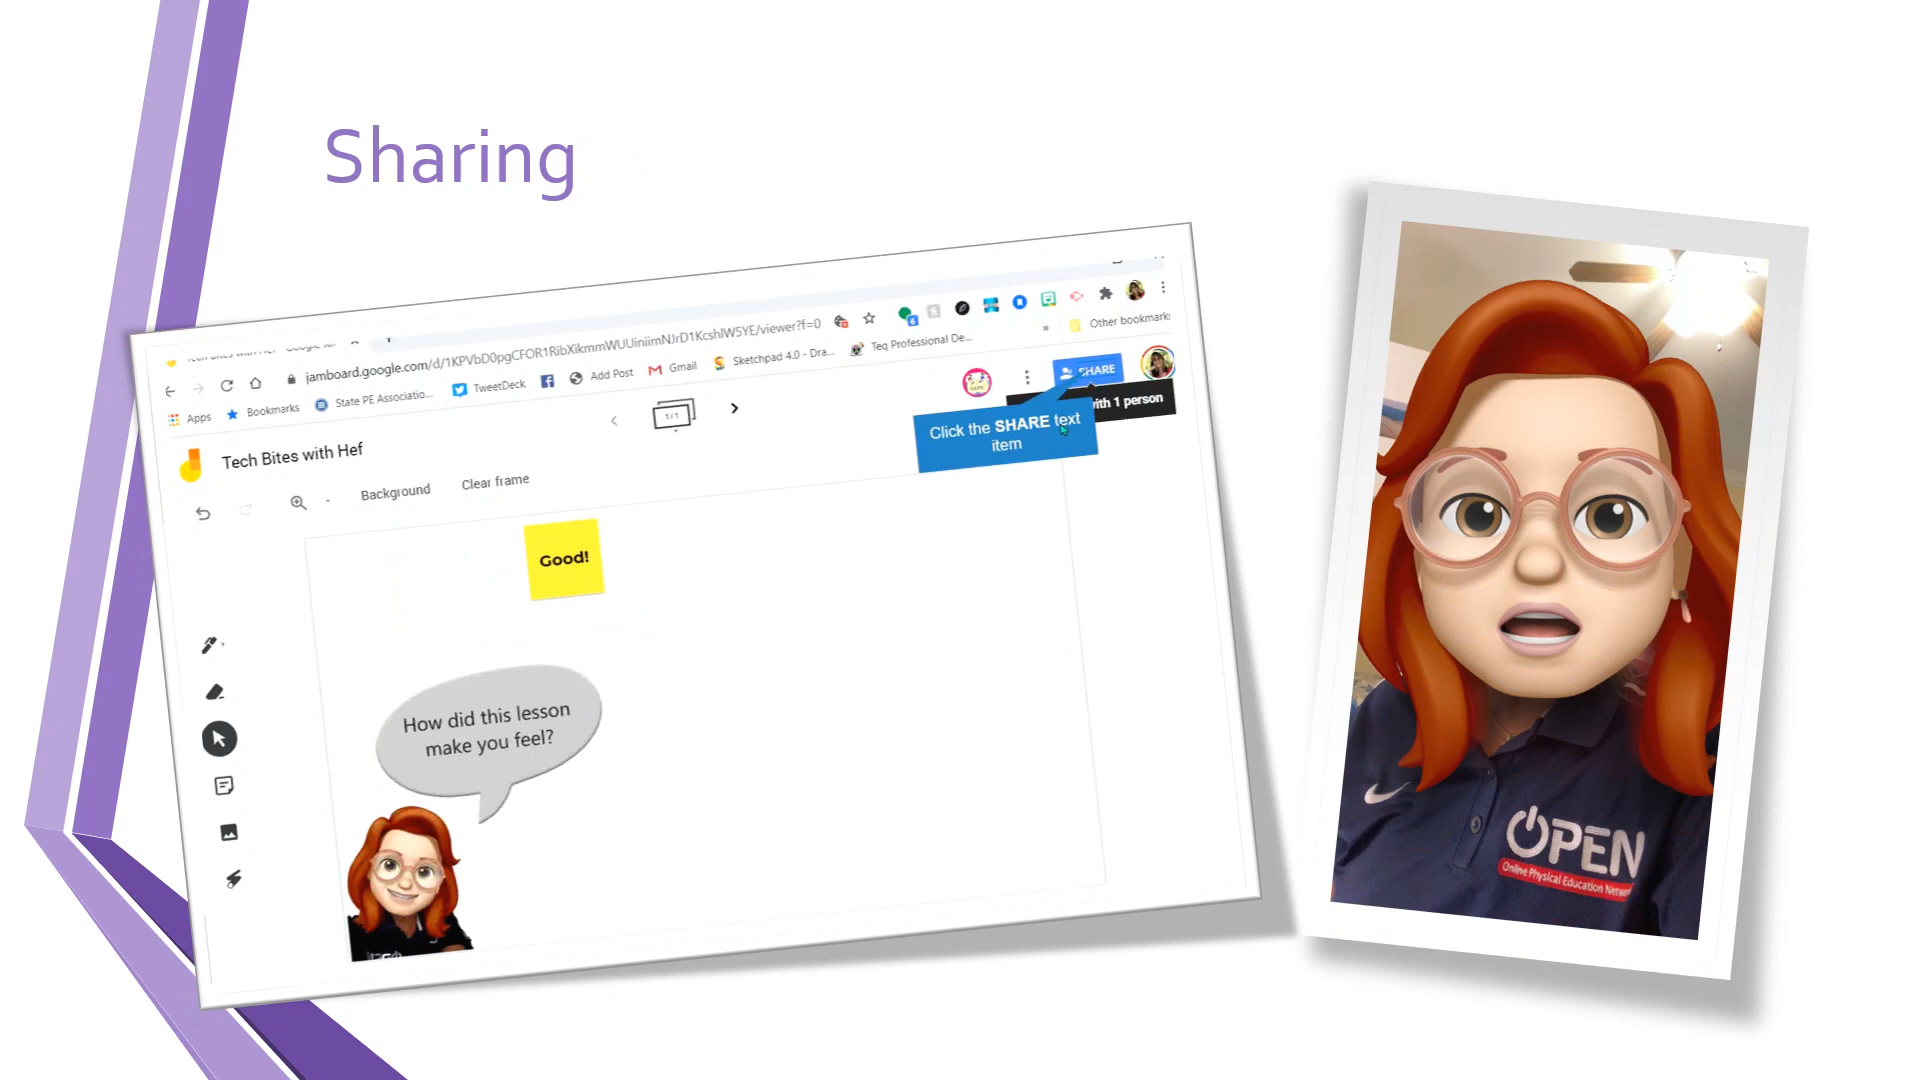 Sharing
jamboard.google.com/d/1KPVbD0pgCFOR1RibXikmmWUUiniimNJrD1KcshlW5YE/viewer?f=0
Apps Bookmarks State PE Associatio... TweetDeck Add Post Gmail Sketchpad 4.0 - Dra... Teq Professional De... » Other bookmarks
Tech Bites with Hef
1/1
SHARE
with 1 person
Click the SHARE text
item
Background Clear frame
Good!
How did this lesson
make you feel?
OPEN
Online Physical Education Network